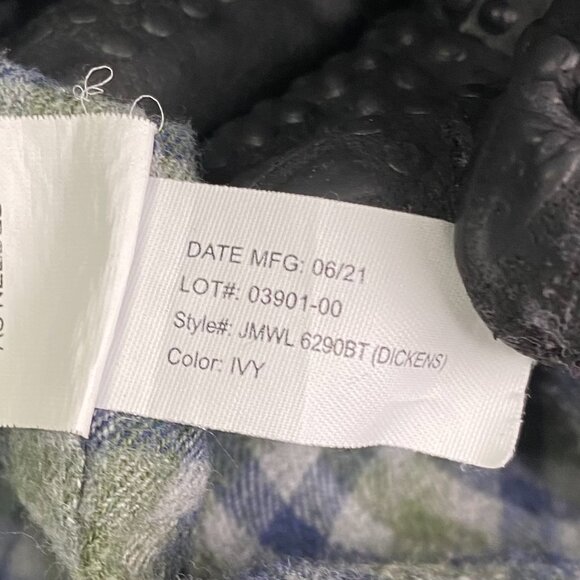 DATE MFG: 06/21
LOT#: 03901-00
Style#: JMWL 6290BT (DICKENS)
Color: IVY